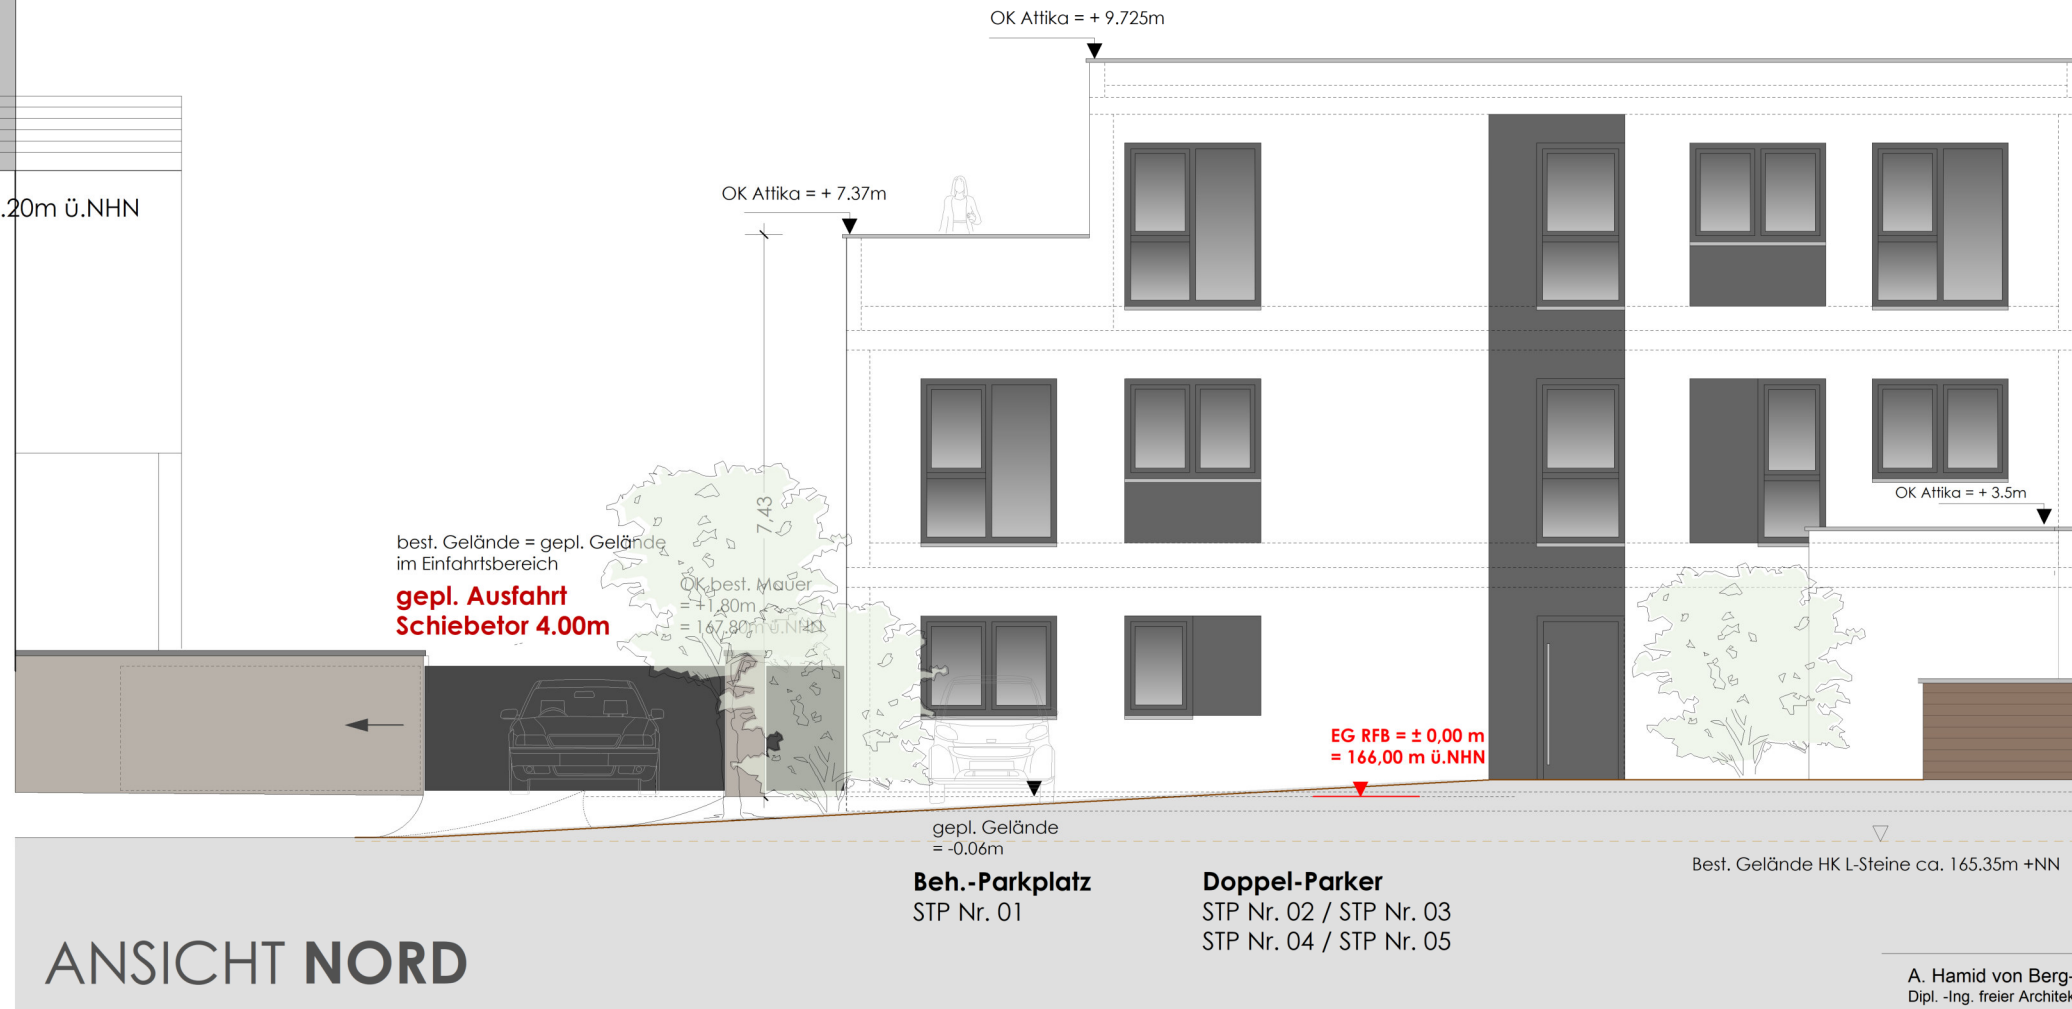 OK Attika = + 9.725m
OK Attika = + 7.37m
.20m ü.NHN
7,43
OK Attika = + 3.5m
best. Gelände = gepl. Gelände
im Einfahrtsbereich
gepl. Ausfahrt
Schiebetor 4.00m
OK best. Mauer
= +1.80m
= 167.80m ü.NHN
EG RFB = ± 0,00 m
= 166,00 m ü.NHN
gepl. Gelände
= -0.06m
Best. Gelände HK L-Steine ca. 165.35m +NN
Beh.-Parkplatz
STP Nr. 01
Doppel-Parker
STP Nr. 02 / STP Nr. 03
STP Nr. 04 / STP Nr. 05
ANSICHT NORD
A. Hamid von Berg-
Dipl. -Ing. freier Architek